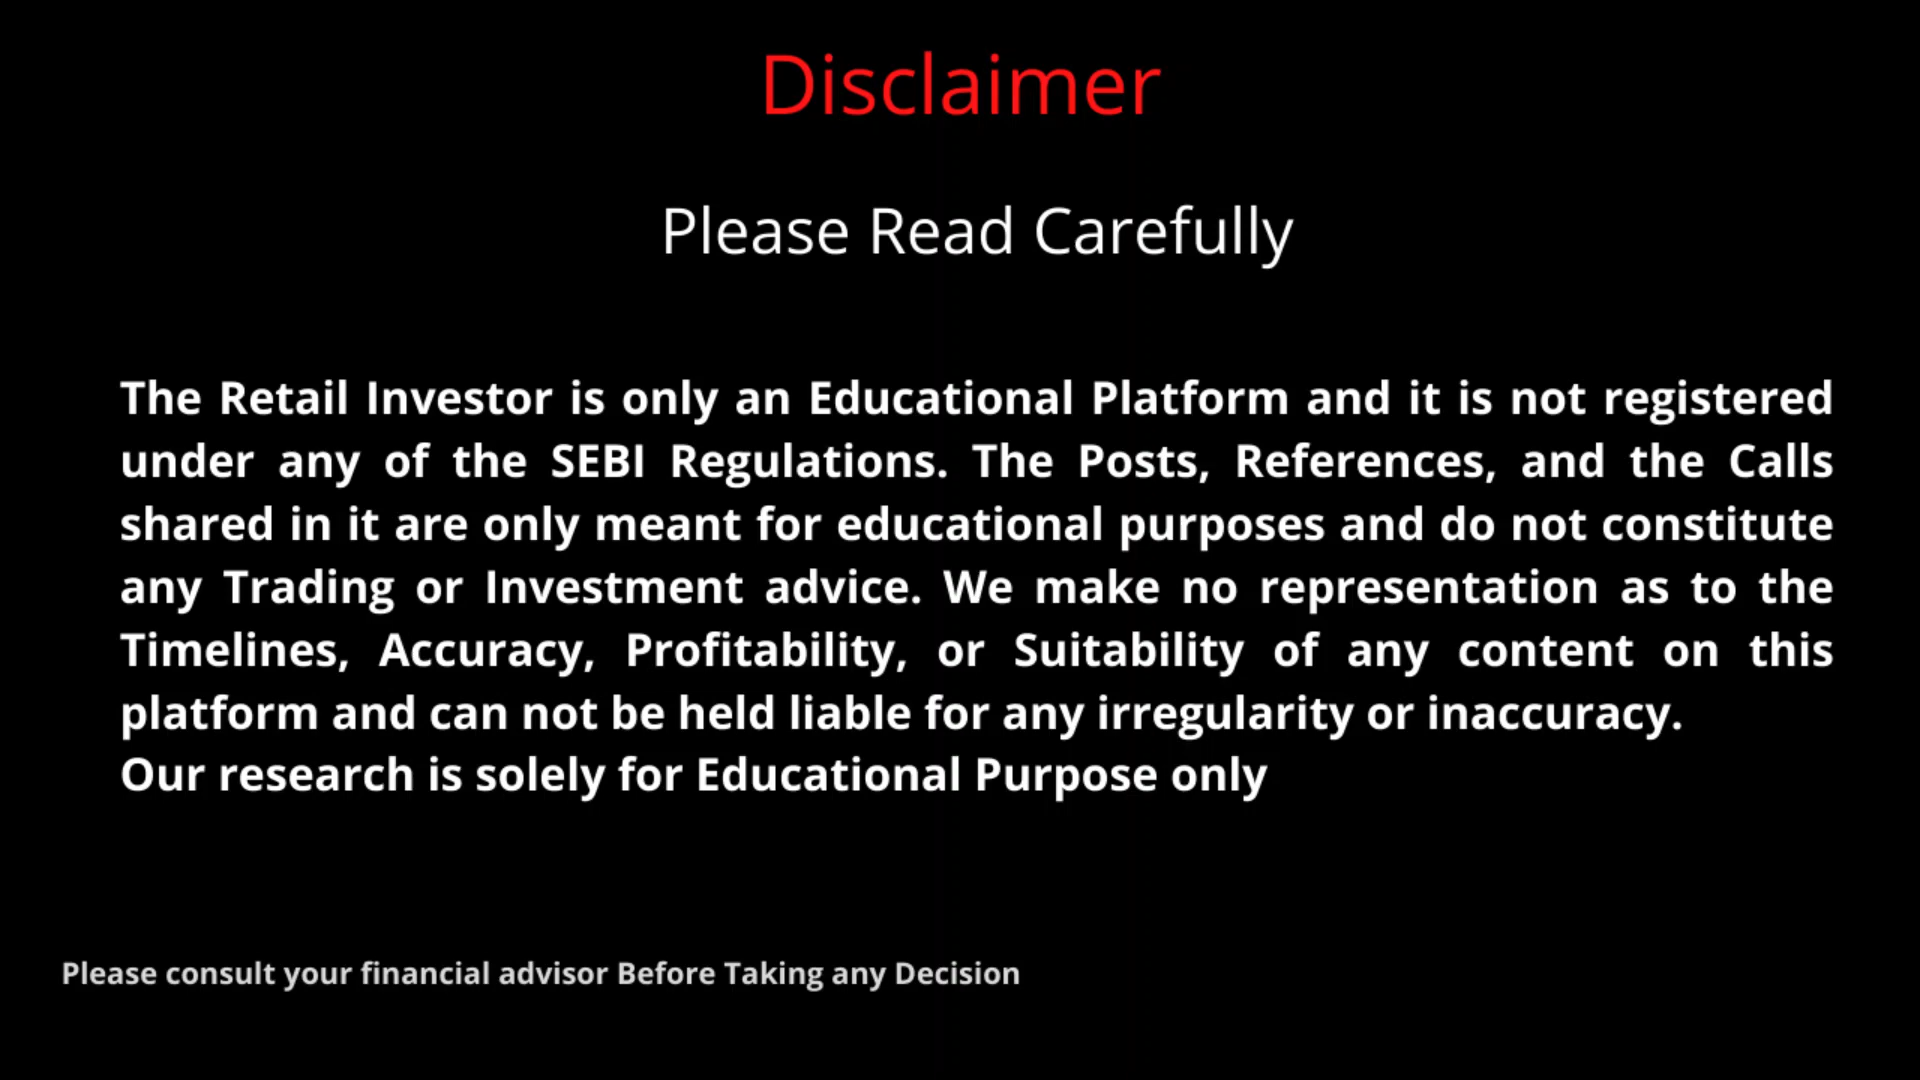 Disclaimer
Please Read Carefully
The Retail Investor is only an Educational Platform and it is not registered
under any of the SEBI Regulations. The Posts, References, and the Calls
shared in it are only meant for educational purposes and do not constitute
any Trading or Investment advice. We make no representation as to the
Timelines, Accuracy, Profitability, or Suitability of any content on this
platform and can not be held liable for any irregularity or inaccuracy.
Our research is solely for Educational Purpose only
Please consult your financial advisor Before Taking any Decision